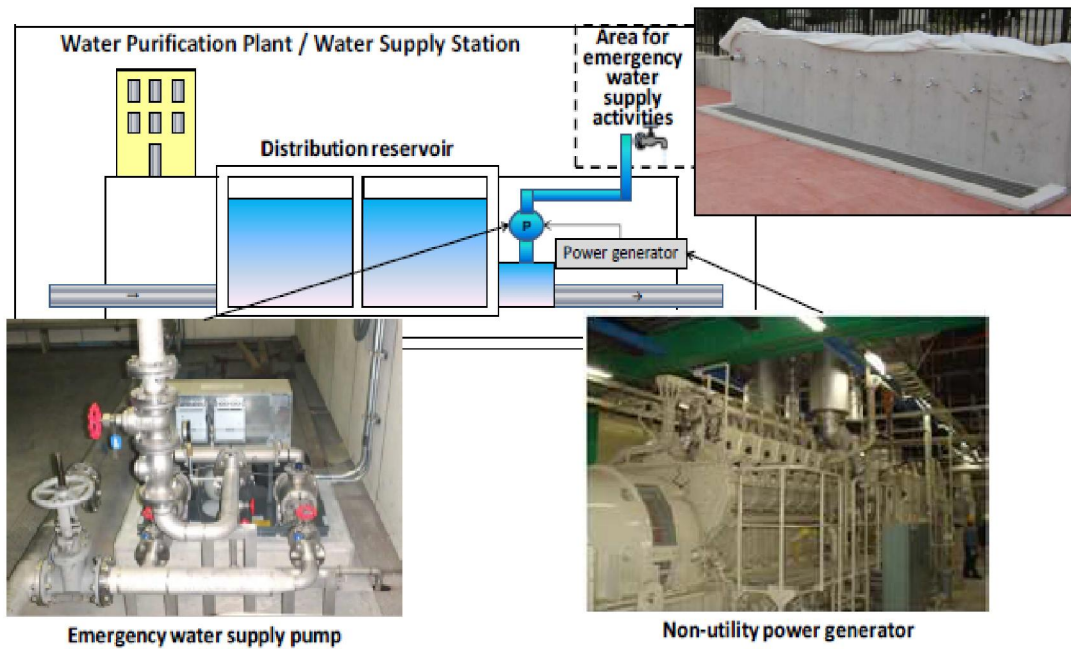 Water Purification Plant / Water Supply Station
Area for
emergency
water
supply
activities
Distribution reservoir
P
Power generator
→
→
Emergency water supply pump
Non-utility power generator